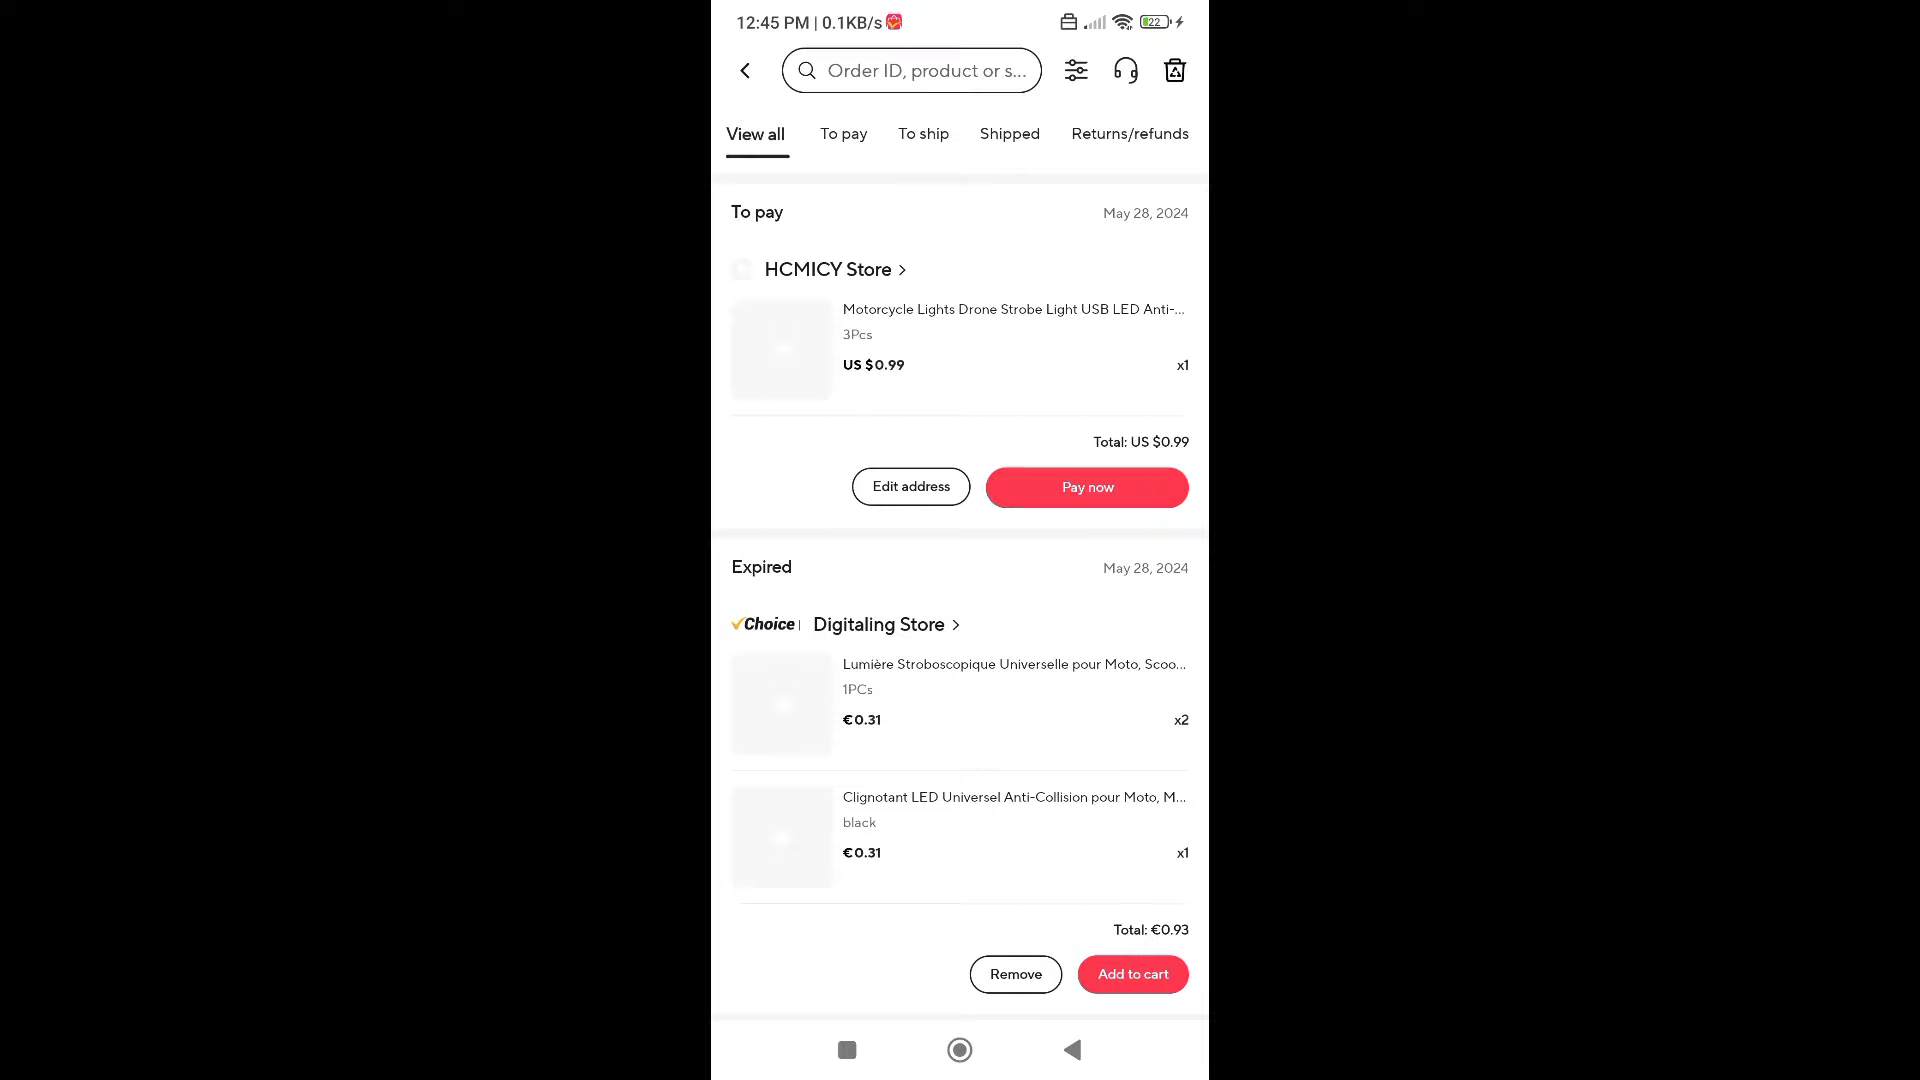 12:45 PM | 0.1KB/s
22
Order ID, product or s...
View all To pay To ship Shipped Returns/refunds
To pay May 28, 2024
HCMICY Store >
Motorcycle Lights Drone Strobe Light USB LED Anti-...
3Pcs
US $0.99 x1
Total: US $0.99
Edit address Pay now
Expired May 28, 2024
Choice | Digitaling Store >
Lumière Stroboscopique Universelle pour Moto, Scoo...
1PCs
€0.31 x2
Clignotant LED Universel Anti-Collision pour Moto, M...
black
€0.31 x1
Total: €0.93
Remove Add to cart